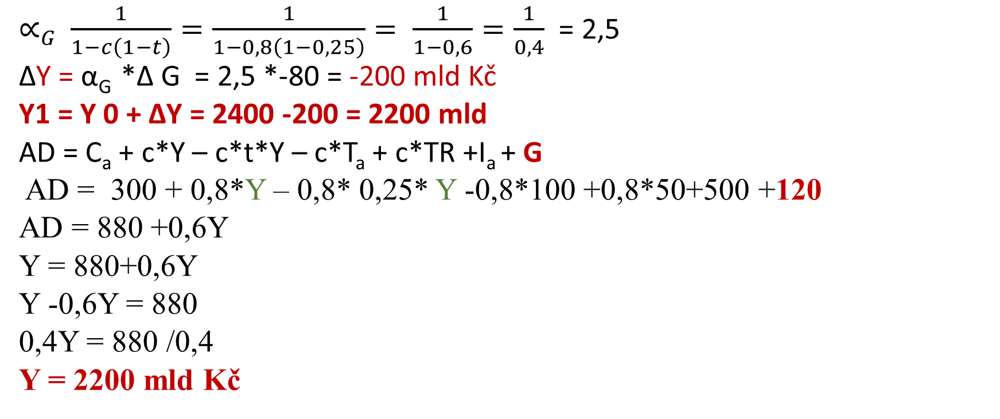 ∝G 1/(1−c(1−t)) = 1/(1−0,8(1−0,25)) = 1/(1−0,6) = 1/0,4 = 2,5
ΔY = αG *Δ G = 2,5 *-80 = -200 mld Kč
Y1 = Y 0 + ΔY = 2400 -200 = 2200 mld
AD = Ca + c*Y – c*t*Y – c*Ta + c*TR +Ia + G
AD = 300 + 0,8*Y – 0,8* 0,25* Y -0,8*100 +0,8*50+500 +120
AD = 880 +0,6Y
Y = 880+0,6Y
Y -0,6Y = 880
0,4Y = 880 /0,4
Y = 2200 mld Kč